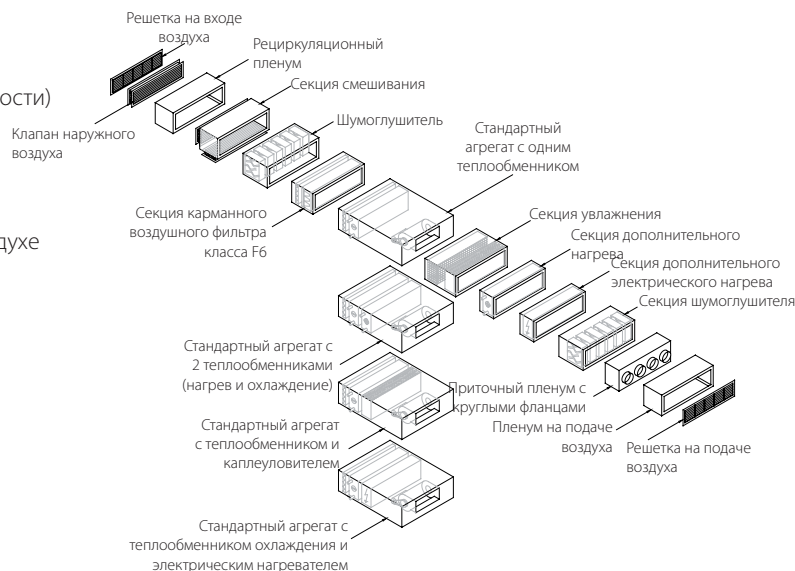 Решетка на входе
воздуха
Рециркуляционный
пленум
Секция смешивания
ости)
Шумоглушитель
Клапан наружного
воздуха
Стандартный
агрегат с одним
теплообменником
Секция карманного
воздушного фильтра
класса F6
Секция увлажнения
духе
Секция дополнительного
нагрева
Секция дополнительного
электрического нагрева
Секция шумоглушителя
Стандартный агрегат с
2 теплообменниками
(нагрев и охлаждение)
Приточный пленум с
круглыми фланцами
Стандартный агрегат
с теплообменником и
каплеуловителем
Пленум на подаче
воздуха
Решетка на подаче
воздуха
Стандартный агрегат с
теплообменником охлаждения и
электрическим нагревателем